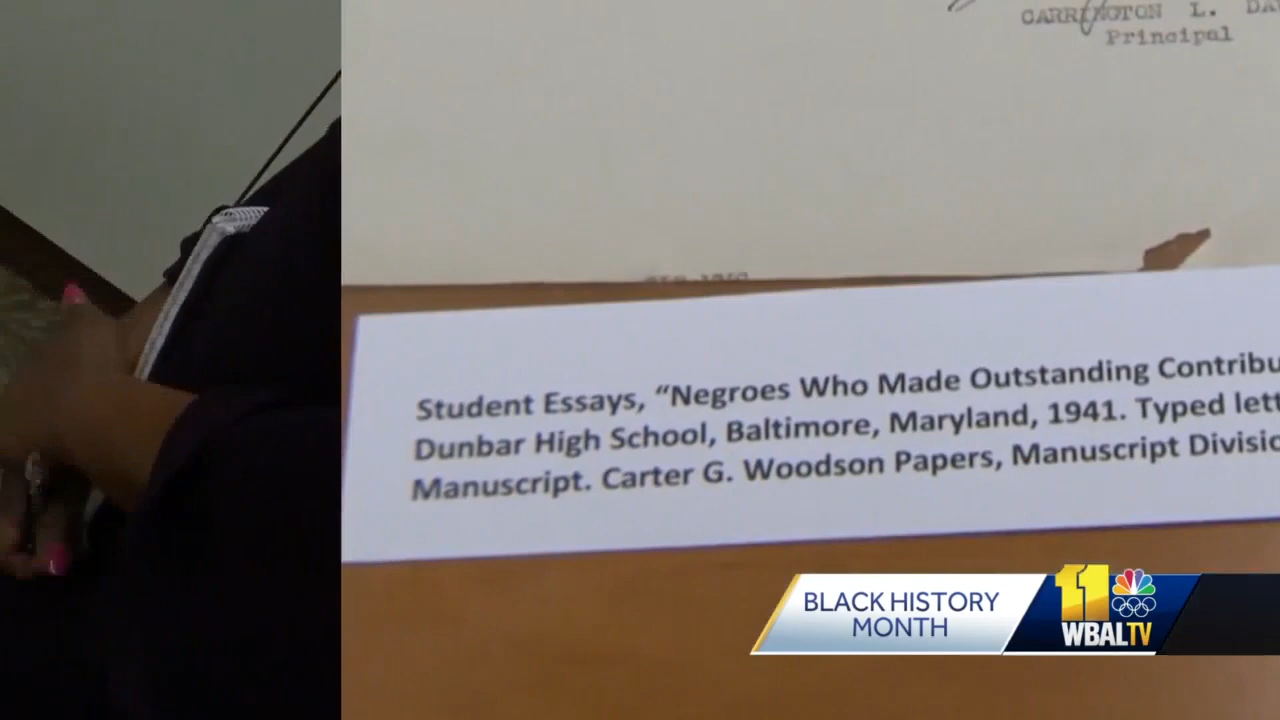 CARRINGTON L.
Principal
Student Essays, “Negroes Who Made Outstanding
Dunbar High School, Baltimore, Maryland, 1941. Typed
Manuscript. Carter G. Woodson Papers, Manuscript
BLACK HISTORY
MONTH
11
WBALTV